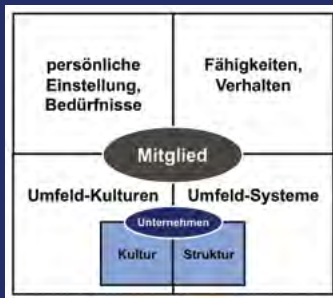 persönliche
Einstellung,
Bedürfnisse
Fähigkeiten,
Verhalten
Mitglied
Umfeld-Kulturen
Umfeld-Systeme
Unternehmen
Kultur
Struktur